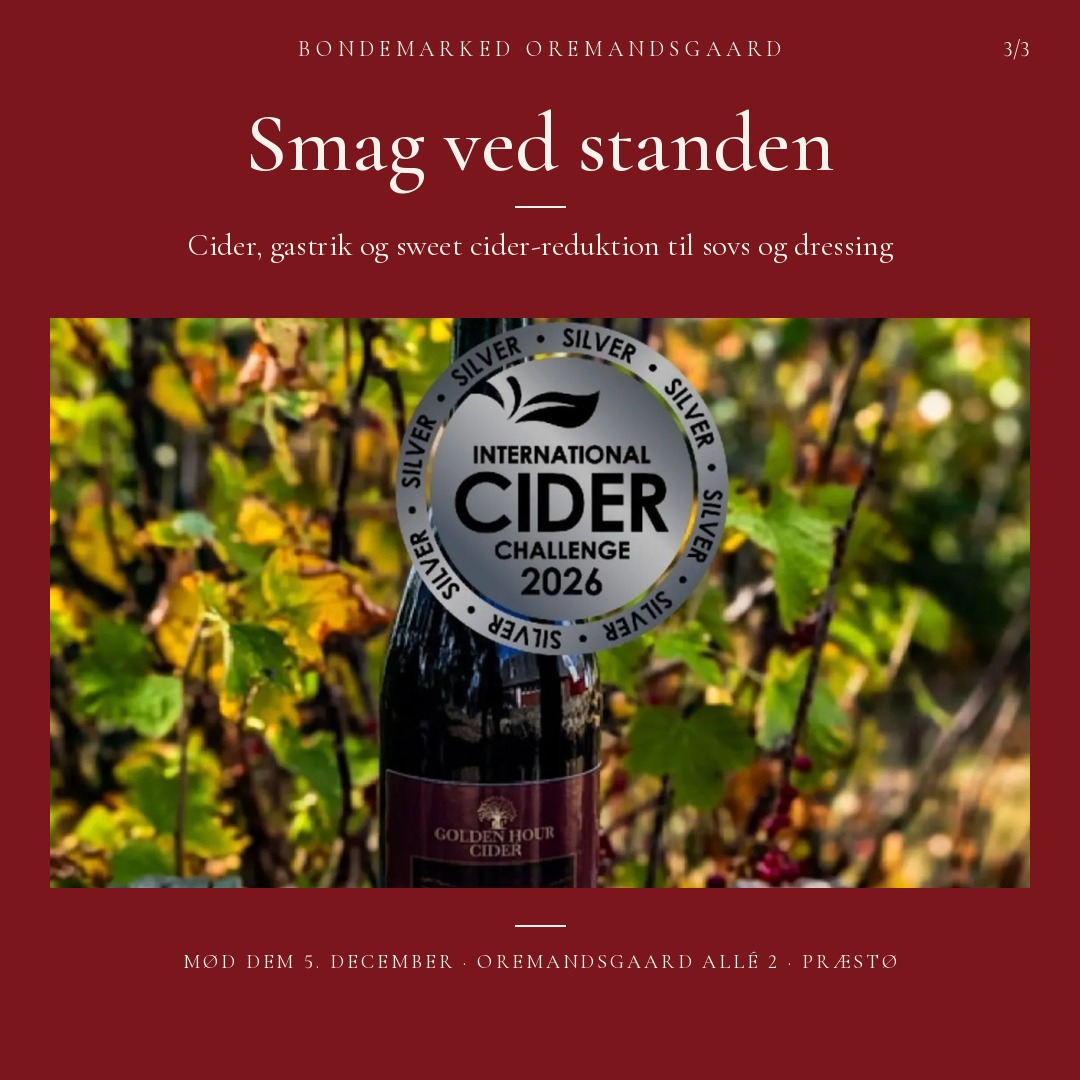 BONDEMARKED OREMANDSGAARD
3/3
Smag ved standen
Cider, gastrik og sweet cider-reduktion til sovs og dressing
SILVER • SILVER • SILVER • SILVER • SILVER • SILVER • SILVER • SILVER •
INTERNATIONAL
CIDER
CHALLENGE
2026
GOLDEN HOUR
CIDER
MØD DEM 5. DECEMBER · OREMANDSGAARD ALLÉ 2 · PRÆSTØ